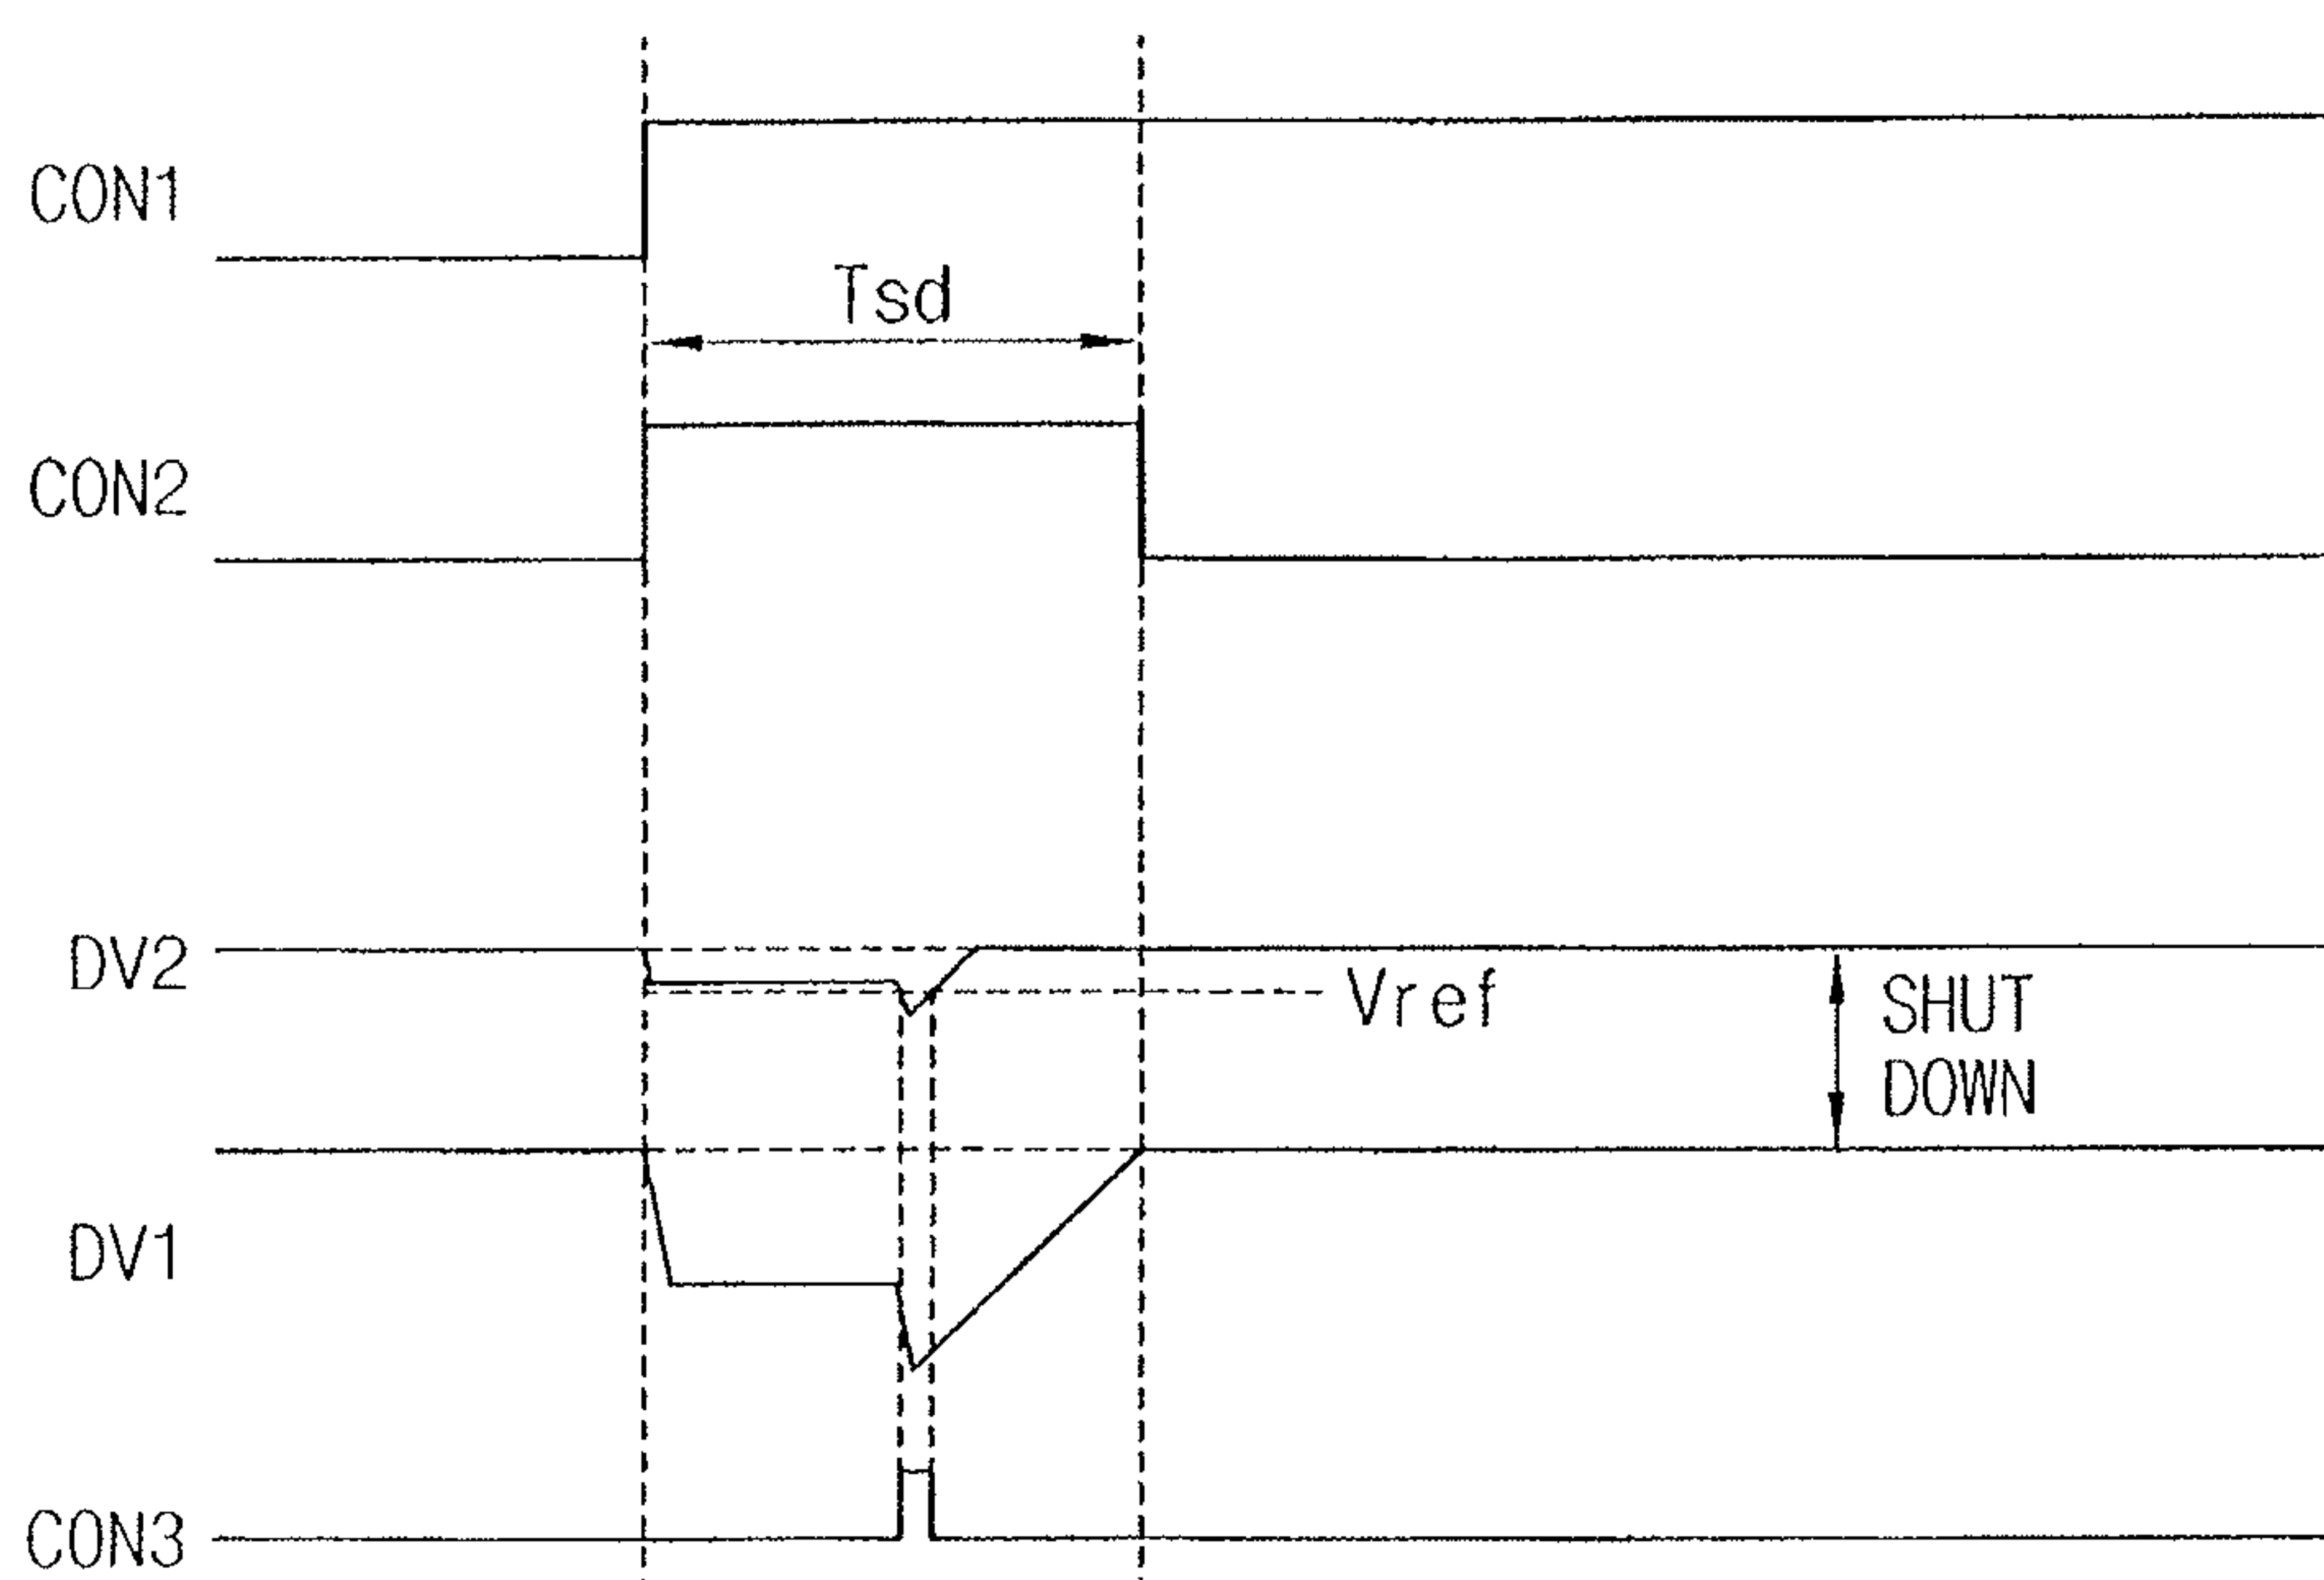 CON1
Tsd
CON2
DV2
Vref
SHUT
DOWN
DV1
CON3